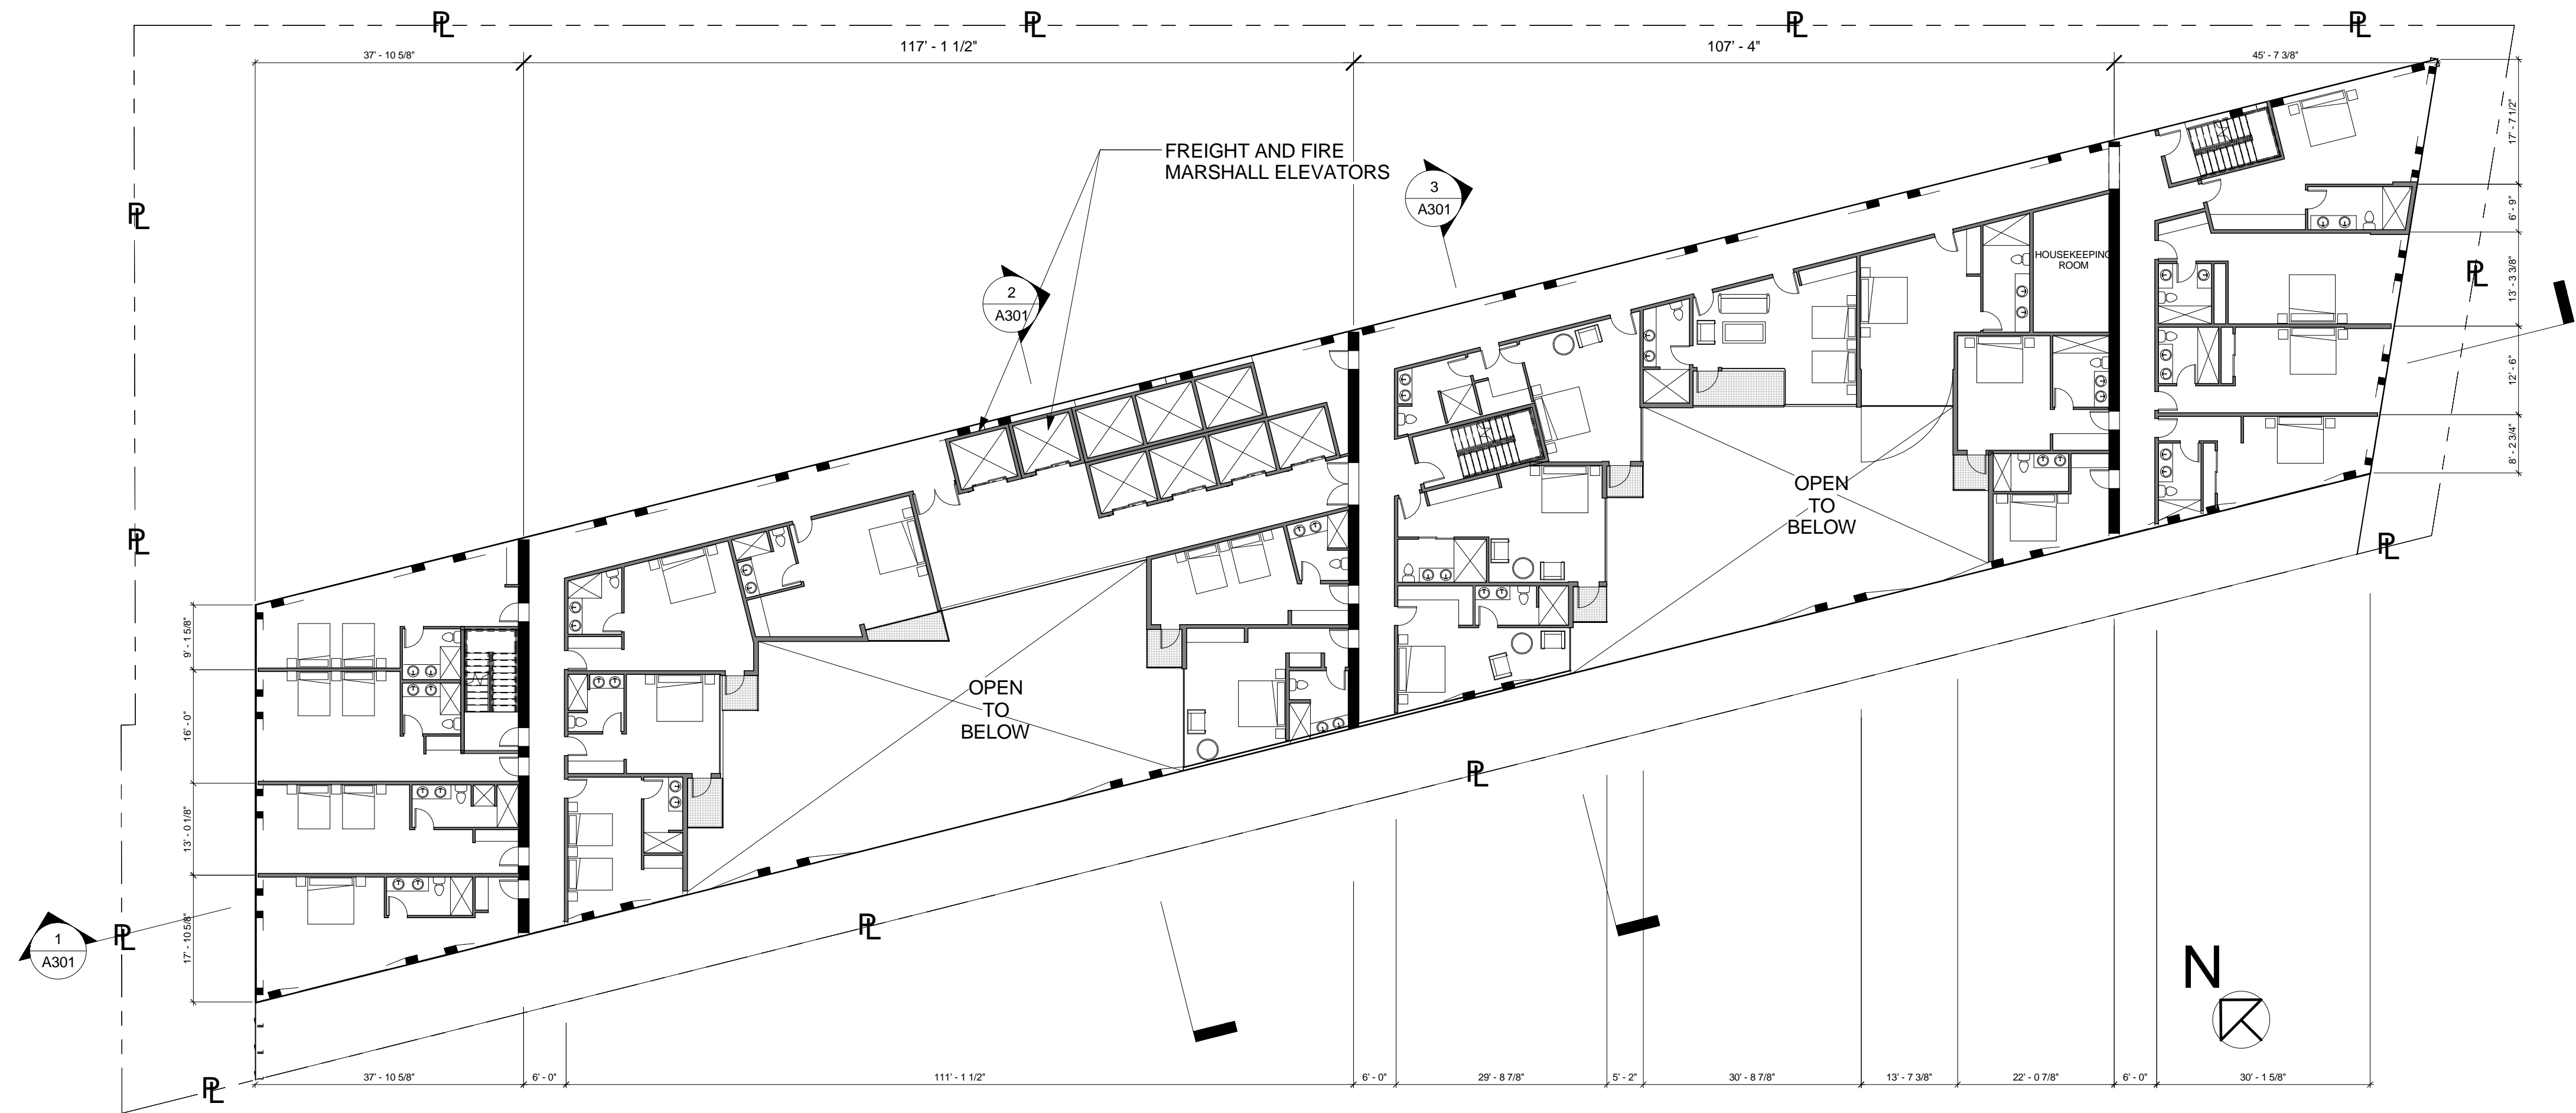 PL
PL
PL
PL
37' - 10 5/8"
117' - 1 1/2"
107' - 4"
45' - 7 3/8"
FREIGHT AND FIRE
MARSHALL ELEVATORS
3
A301
2
A301
17' - 7 1/2"
6' - 9"
13' - 3 3/8"
12' - 6"
8' - 2 3/4"
PL
PL
HOUSEKEEPING
ROOM
OPEN
TO
BELOW
PL
PL
9' - 1 5/8"
16' - 0"
13' - 0 1/8"
17' - 10 5/8"
OPEN
TO
BELOW
PL
PL
PL
1
A301
N
PL
37' - 10 5/8"
6' - 0"
111' - 1 1/2"
6' - 0"
29' - 8 7/8"
5' - 2"
30' - 8 7/8"
13' - 7 3/8"
22' - 0 7/8"
6' - 0"
30' - 1 5/8"